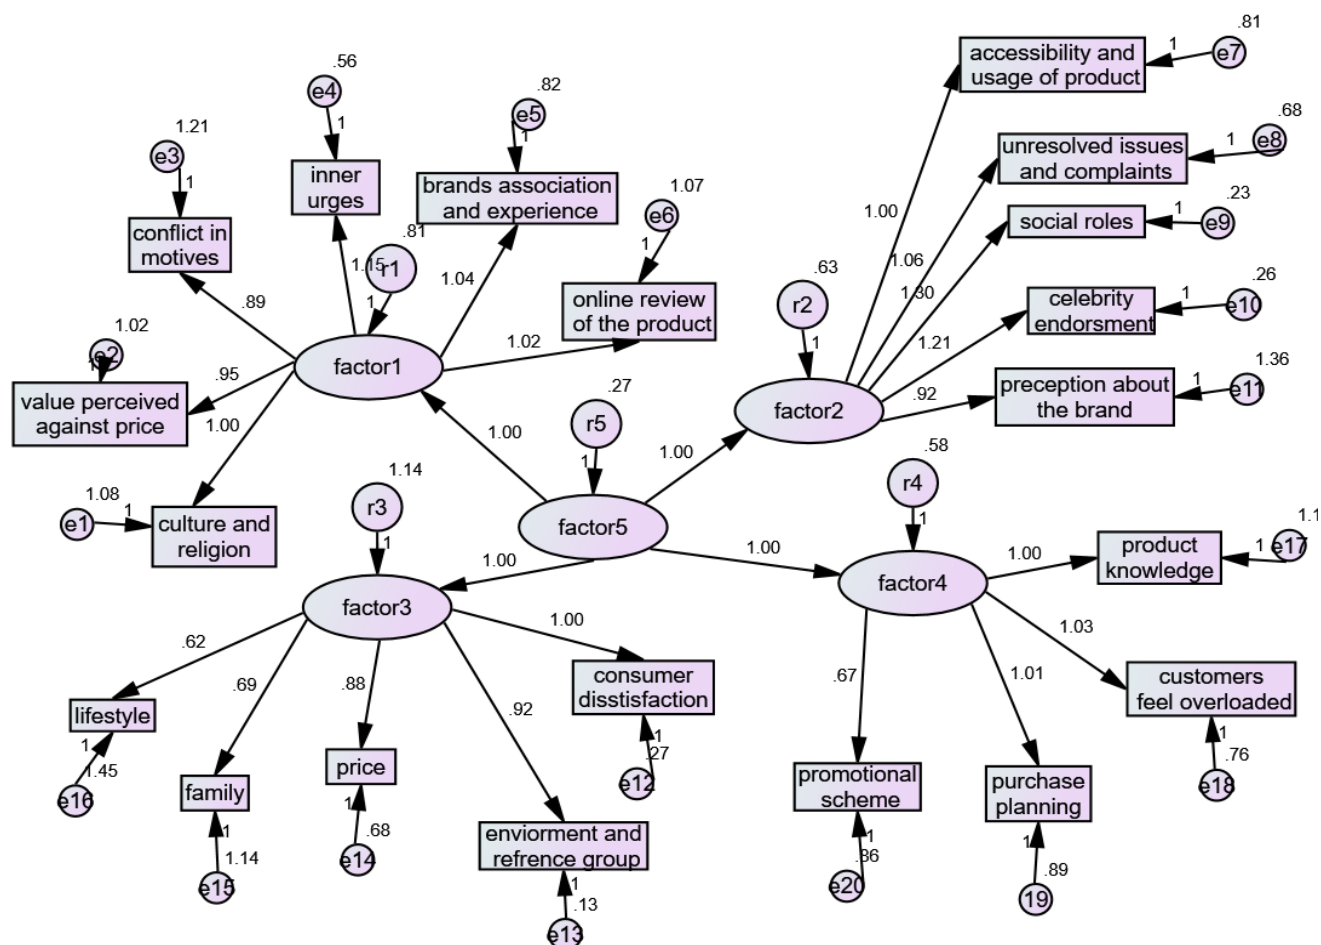 .81
accessibility and
usage of product
1
e7
.56
e4
1
.82
e5
1
.68
unresolved issues
and complaints
1
e8
1.21
e3
1
inner
urges
brands association
and experience
1.07
e6
1
1.00
social roles
1
.23
e9
conflict in
motives
.81
r1
1
1.15
1.04
1.06
1.30
.63
r2
1
.26
celebrity
endorsment
1
e10
.89
online review
of the product
1.02
1.02
e2
factor1
1.21
1.36
preception about
the brand
1
e11
.95
value perceived
against price
1.00
.27
r5
1
factor2
.92
1.00
1.00
.58
r4
1
1.08
e1
1
culture and
religion
1.14
r3
1
factor5
1.00
1.00
1.00
product
knowledge
1
1.1
e17
factor3
factor4
1.00
.62
.69
.88
.92
consumer
disstisfaction
.67
1.01
1.03
customers
feel overloaded
lifestyle
1
1.45
e16
family
1
1.14
e15
price
1
.68
e14
1
.27
e12
enviorment and
refrence group
1
.13
e13
promotional
scheme
1
.86
e20
purchase
planning
1
.89
19
1
.76
e18